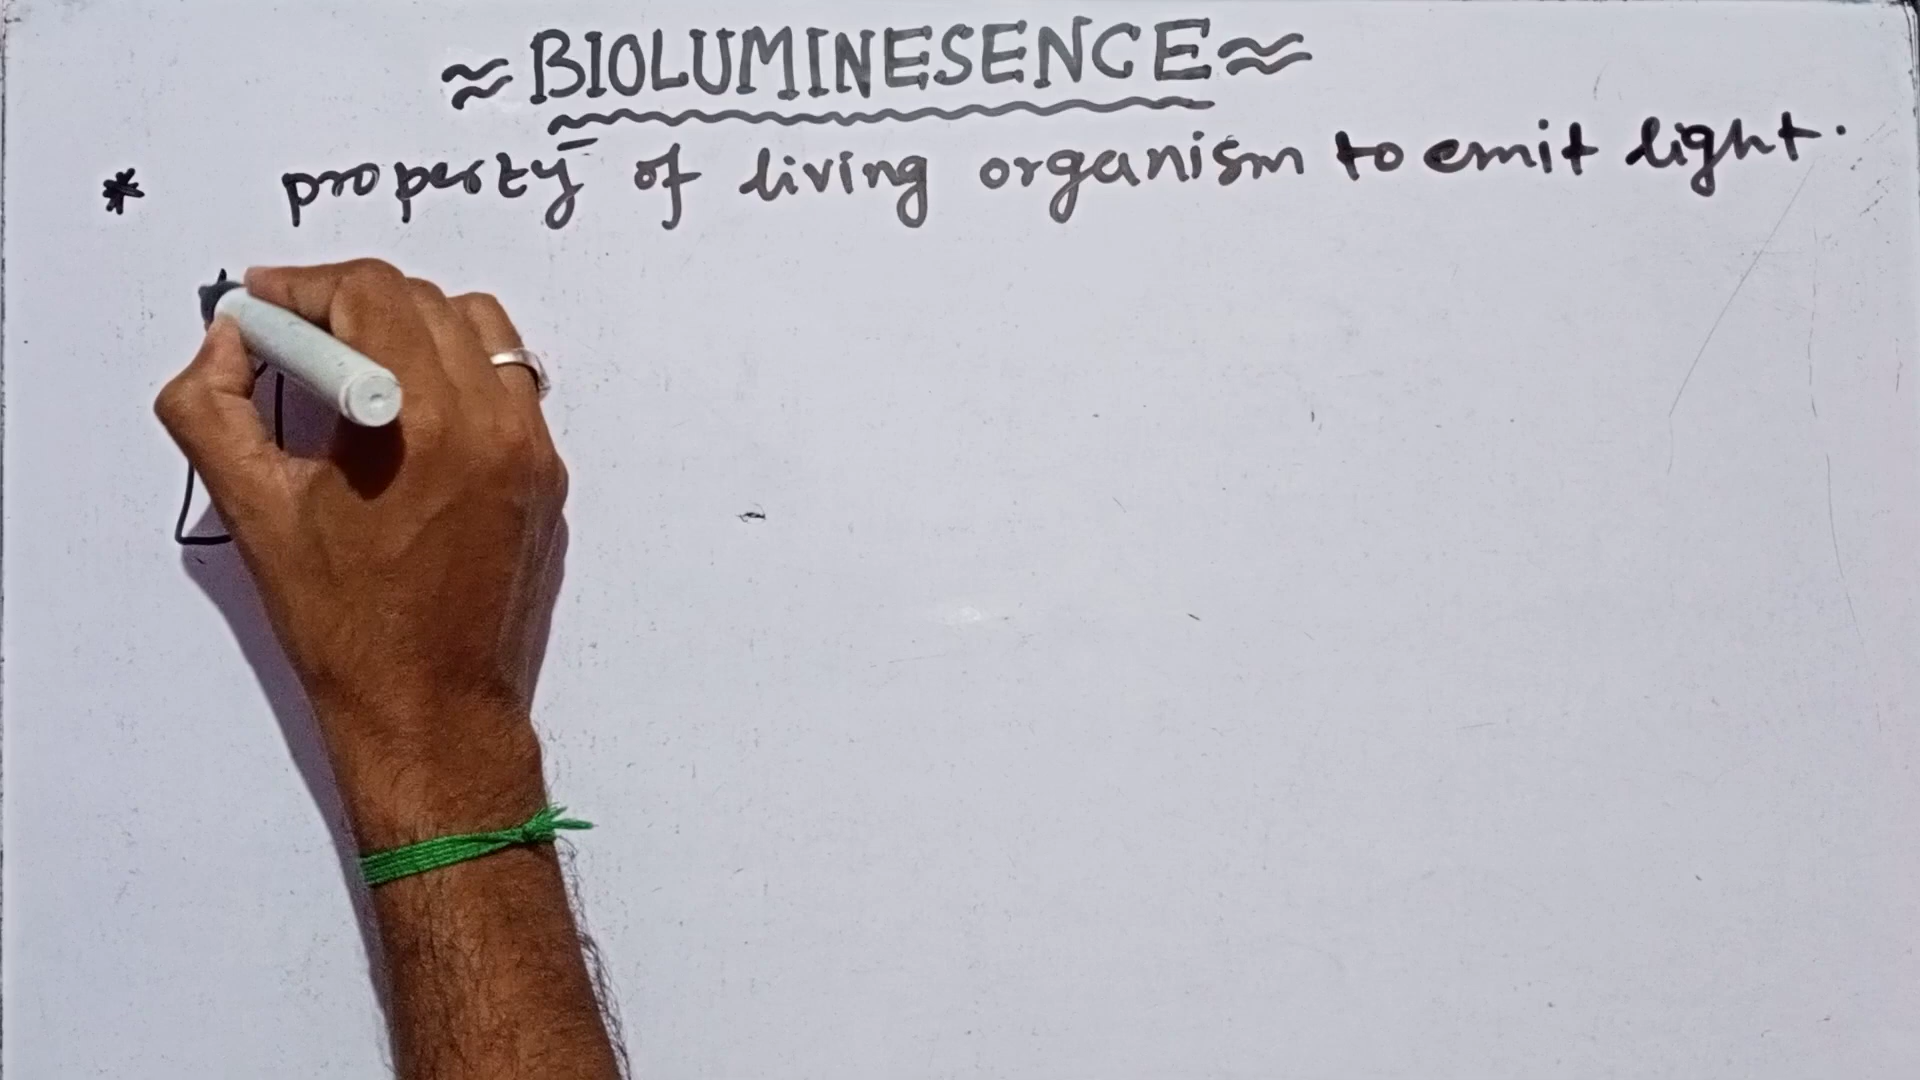 ≈ BIOLUMINESENCE ≈
* property of living organism to emit light.